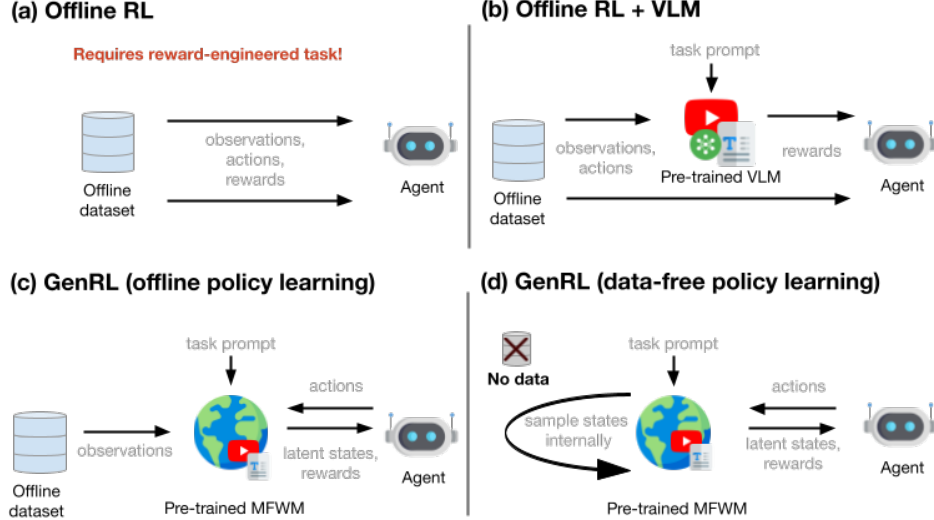 (a) Offline RL
Requires reward-engineered task!
observations,
actions,
rewards
Offline
dataset
Agent
(b) Offline RL + VLM
task prompt
observations,
actions
Pre-trained VLM
rewards
Offline
dataset
Agent
(c) GenRL (offline policy learning)
task prompt
actions
observations
latent states,
rewards
Offline
dataset
Agent
Pre-trained MFWM
(d) GenRL (data-free policy learning)
task prompt
No data
actions
sample states
internally
latent states,
rewards
Agent
Pre-trained MFWM